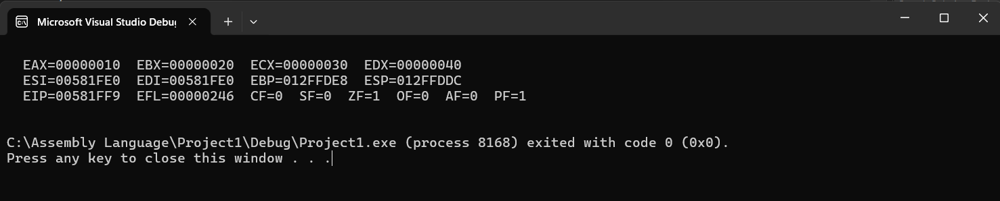 Microsoft Visual Studio Debug
EAX=00000010  EBX=00000020  ECX=00000030  EDX=00000040
ESI=00581FE0  EDI=00581FE0  EBP=012FFDE8  ESP=012FFDDC
EIP=00581FF9  EFL=00000246  CF=0  SF=0  ZF=1  OF=0  AF=0  PF=1
C:\Assembly Language\Project1\Debug\Project1.exe (process 8168) exited with code 0 (0x0).
Press any key to close this window . . .